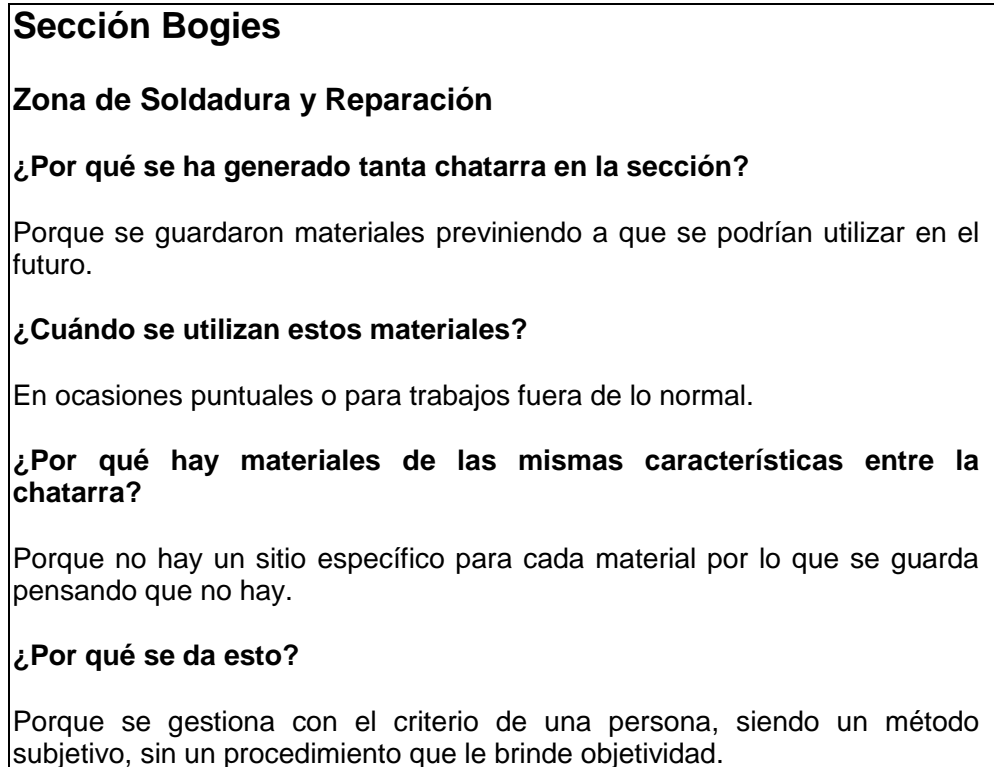 Sección Bogies
Zona de Soldadura y Reparación
¿Por qué se ha generado tanta chatarra en la sección?
Porque se guardaron materiales previniendo a que se podrían utilizar en el
futuro.
¿Cuándo se utilizan estos materiales?
En ocasiones puntuales o para trabajos fuera de lo normal.
¿Por qué hay materiales de las mismas características entre la
chatarra?
Porque no hay un sitio específico para cada material por lo que se guarda
pensando que no hay.
¿Por qué se da esto?
Porque se gestiona con el criterio de una persona, siendo un método
subjetivo, sin un procedimiento que le brinde objetividad.